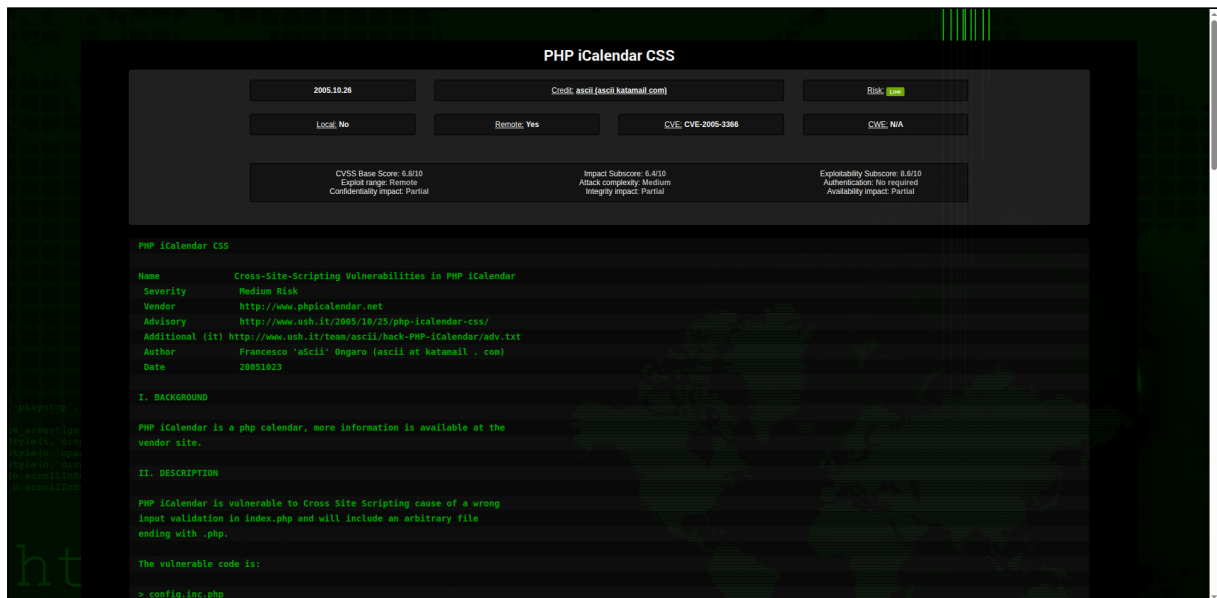 PHP iCalendar CSS
2005.10.26
Credit: ascii (ascii katamail com)
Risk: Low
Local: No
Remote: Yes
CVE: CVE-2005-3366
CWE: N/A
CVSS Base Score: 6.8/10
Impact Subscore: 6.4/10
Exploitability Subscore: 8.6/10
Exploit range: Remote
Attack complexity: Medium
Authentication: No required
Confidentiality impact: Partial
Integrity impact: Partial
Availability impact: Partial
PHP iCalendar CSS
Name Cross-Site-Scripting Vulnerabilities in PHP iCalendar
Severity Medium Risk
Vendor http://www.phpicalendar.net
Advisory http://www.ush.it/2005/10/25/php-icalendar-css/
Additional (it) http://www.ush.it/team/ascii/hack-PHP-iCalendar/adv.txt
Author Francesco 'aScii' Ongaro (ascii at katamail . com)
Date 20051023
I. BACKGROUND
PHP iCalendar is a php calendar, more information is available at the
vendor site.
II. DESCRIPTION
PHP iCalendar is vulnerable to Cross Site Scripting cause of a wrong
input validation in index.php and will include an arbitrary file
ending with .php.
The vulnerable code is:
> config.inc.php
ht